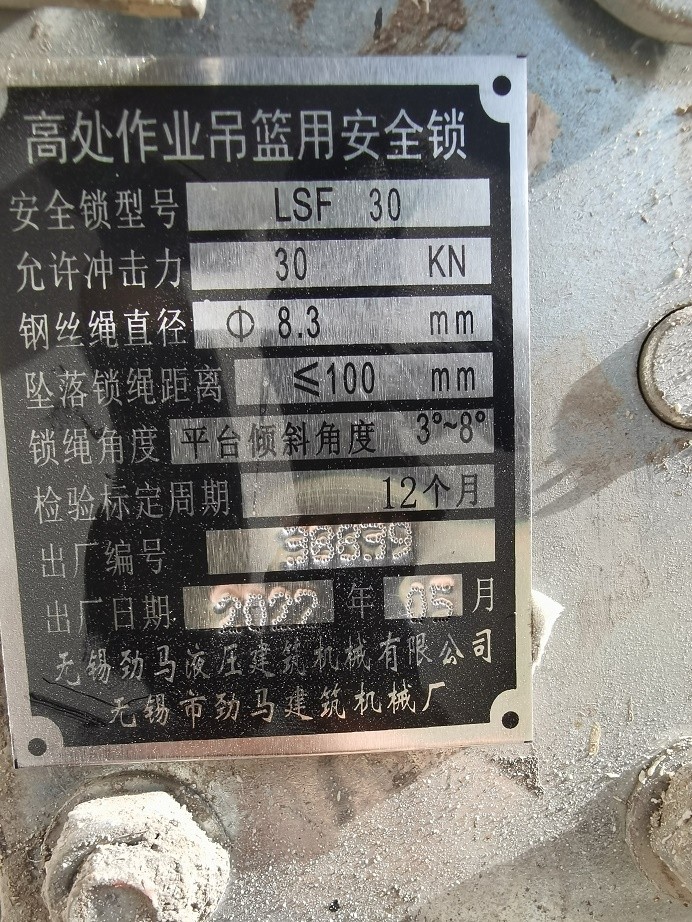 高处作业吊篮用安全锁
安全锁型号 LSF 30
允许冲击力 30 KN
钢丝绳直径 Φ 8.3 mm
坠落锁绳距离 ≤100 mm
锁绳角度 平台倾斜角度 3°~8°
检验标定周期 12个月
出厂编号
出厂日期 2022 年 05 月
无锡劲马液压建筑机械有限公司
无锡市劲马建筑机械厂